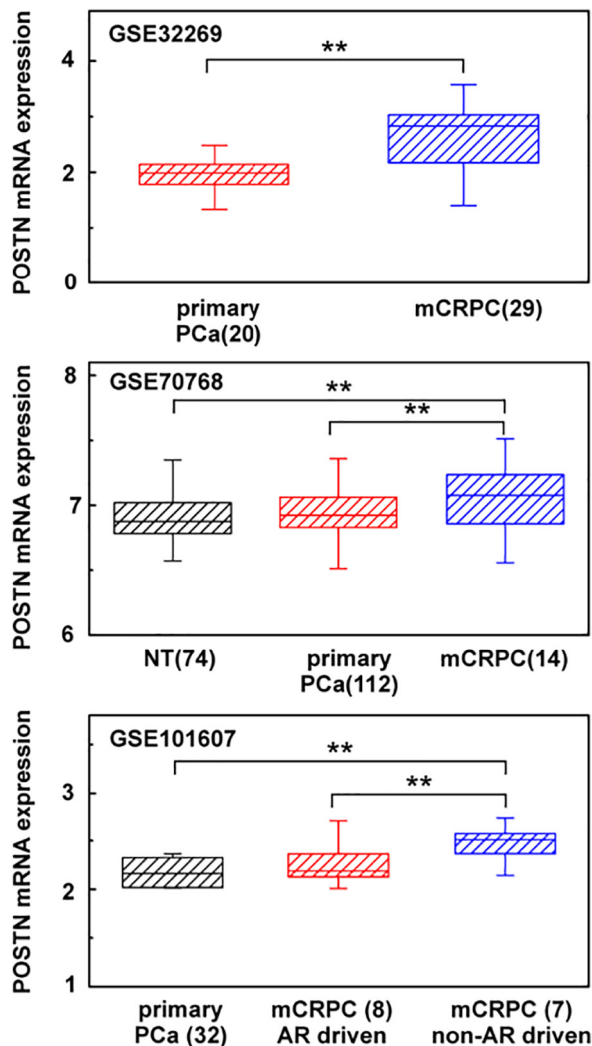 GSE32269
**
POSTN mRNA expression
4
2
0
primary
PCa(20)
mCRPC(29)
GSE70768
**
**
POSTN mRNA expression
8
7
6
NT(74)
primary
PCa(112)
mCRPC(14)
GSE101607
**
**
POSTN mRNA expression
3
2
1
primary
PCa (32)
mCRPC (8)
AR driven
mCRPC (7)
non-AR driven